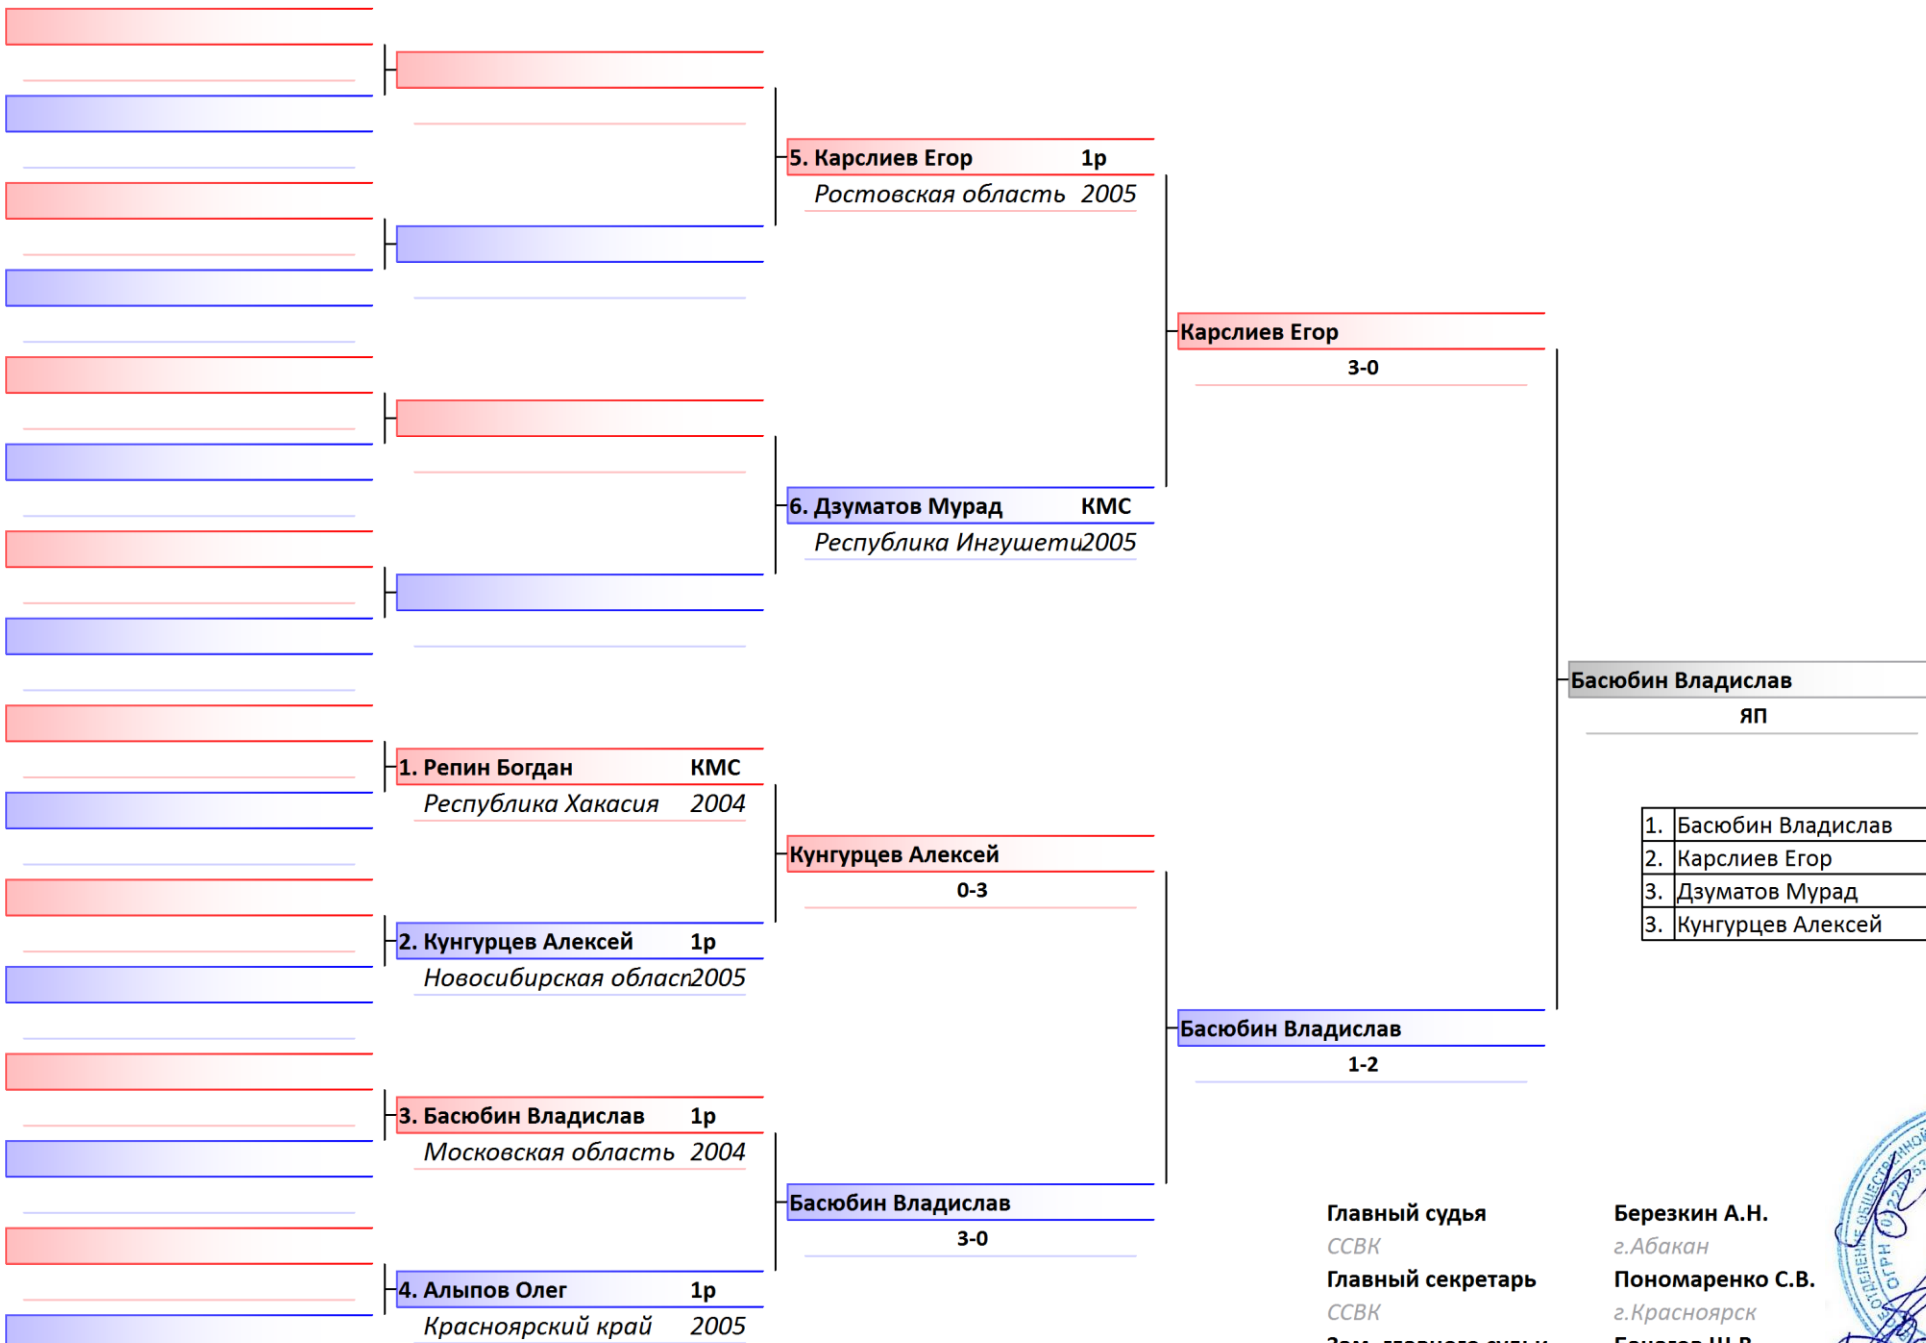 5. Карслиев Егор 1р
Ростовская область 2005
Карслиев Егор
3-0
6. Дзуматов Мурад КМС
Республика Ингушети 2005
Басюбин Владислав
ЯП
1. Репин Богдан КМС
Республика Хакасия 2004
Кунгурцев Алексей
0-3
2. Кунгурцев Алексей 1р
Новосибирская област 2005
1. Басюбин Владислав
2. Карслиев Егор
3. Дзуматов Мурад
3. Кунгурцев Алексей
Басюбин Владислав
1-2
3. Басюбин Владислав 1р
Московская область 2004
Басюбин Владислав
3-0
4. Алыпов Олег 1р
Красноярский край 2005
Главный судья Березкин А.Н.
ССВК г.Абакан
Главный секретарь Пономаренко С.В.
ССВК г.Красноярск